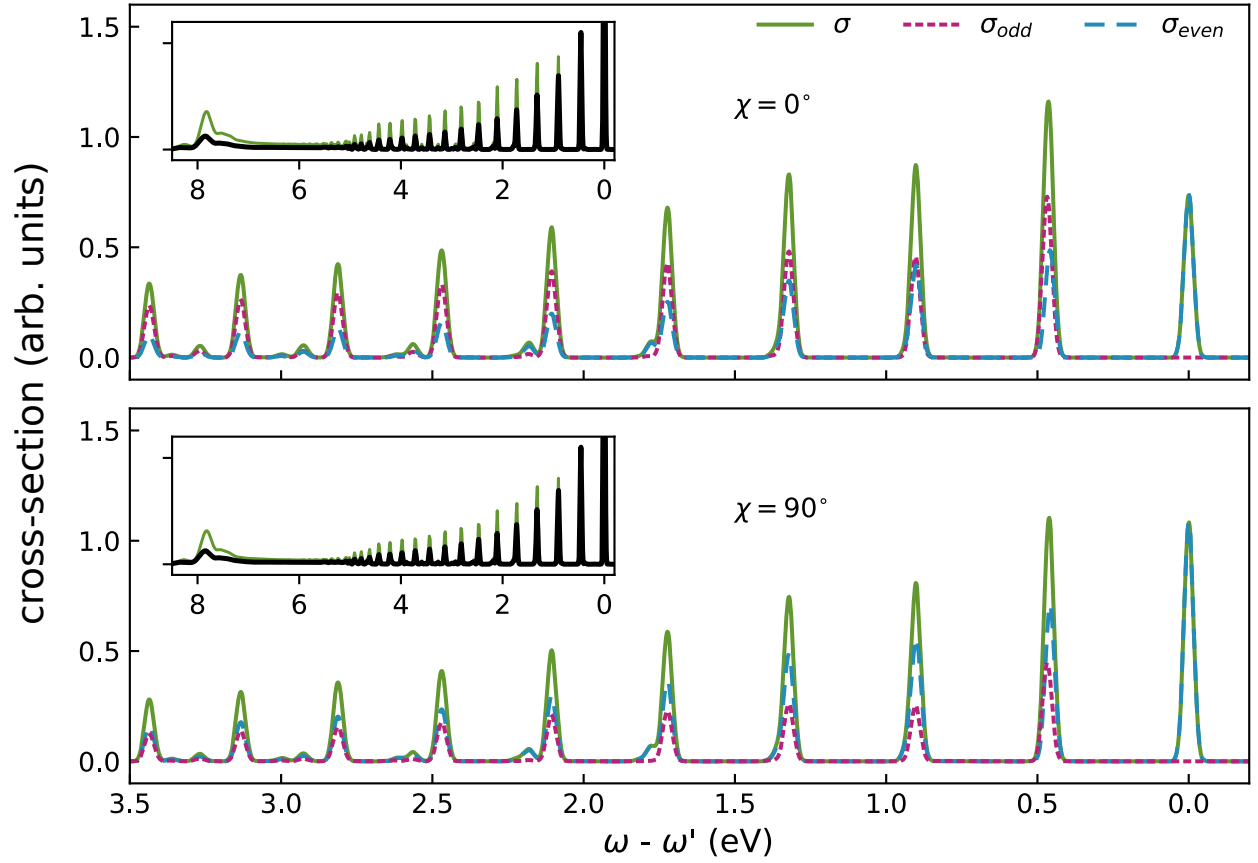 cross-section (arb. units)
1.5
1.0
0.5
0.0
σ σodd σeven
χ = 0°
8 6 4 2 0
1.5
1.0
0.5
0.0
χ = 90°
8 6 4 2 0
3.5 3.0 2.5 2.0 1.5 1.0 0.5 0.0
ω - ω' (eV)